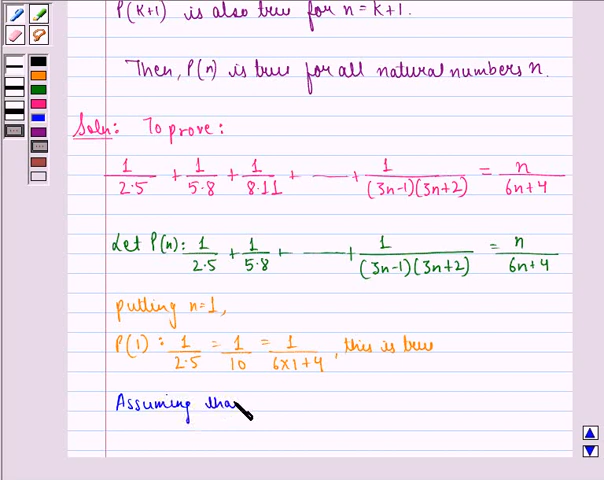 P(k+1) is also true for n = k+1.
Then, P(n) is true for all natural numbers n.
Soln: To prove:
1/2·5 + 1/5·8 + 1/8·11 + —— + 1/(3n-1)(3n+2) = n/6n+4
Let P(n): 1/2·5 + 1/5·8 + —— + 1/(3n-1)(3n+2) = n/6n+4
putting n=1,
P(1): 1/2·5 = 1/10 = 1/6×1+4, this is true
Assuming tha